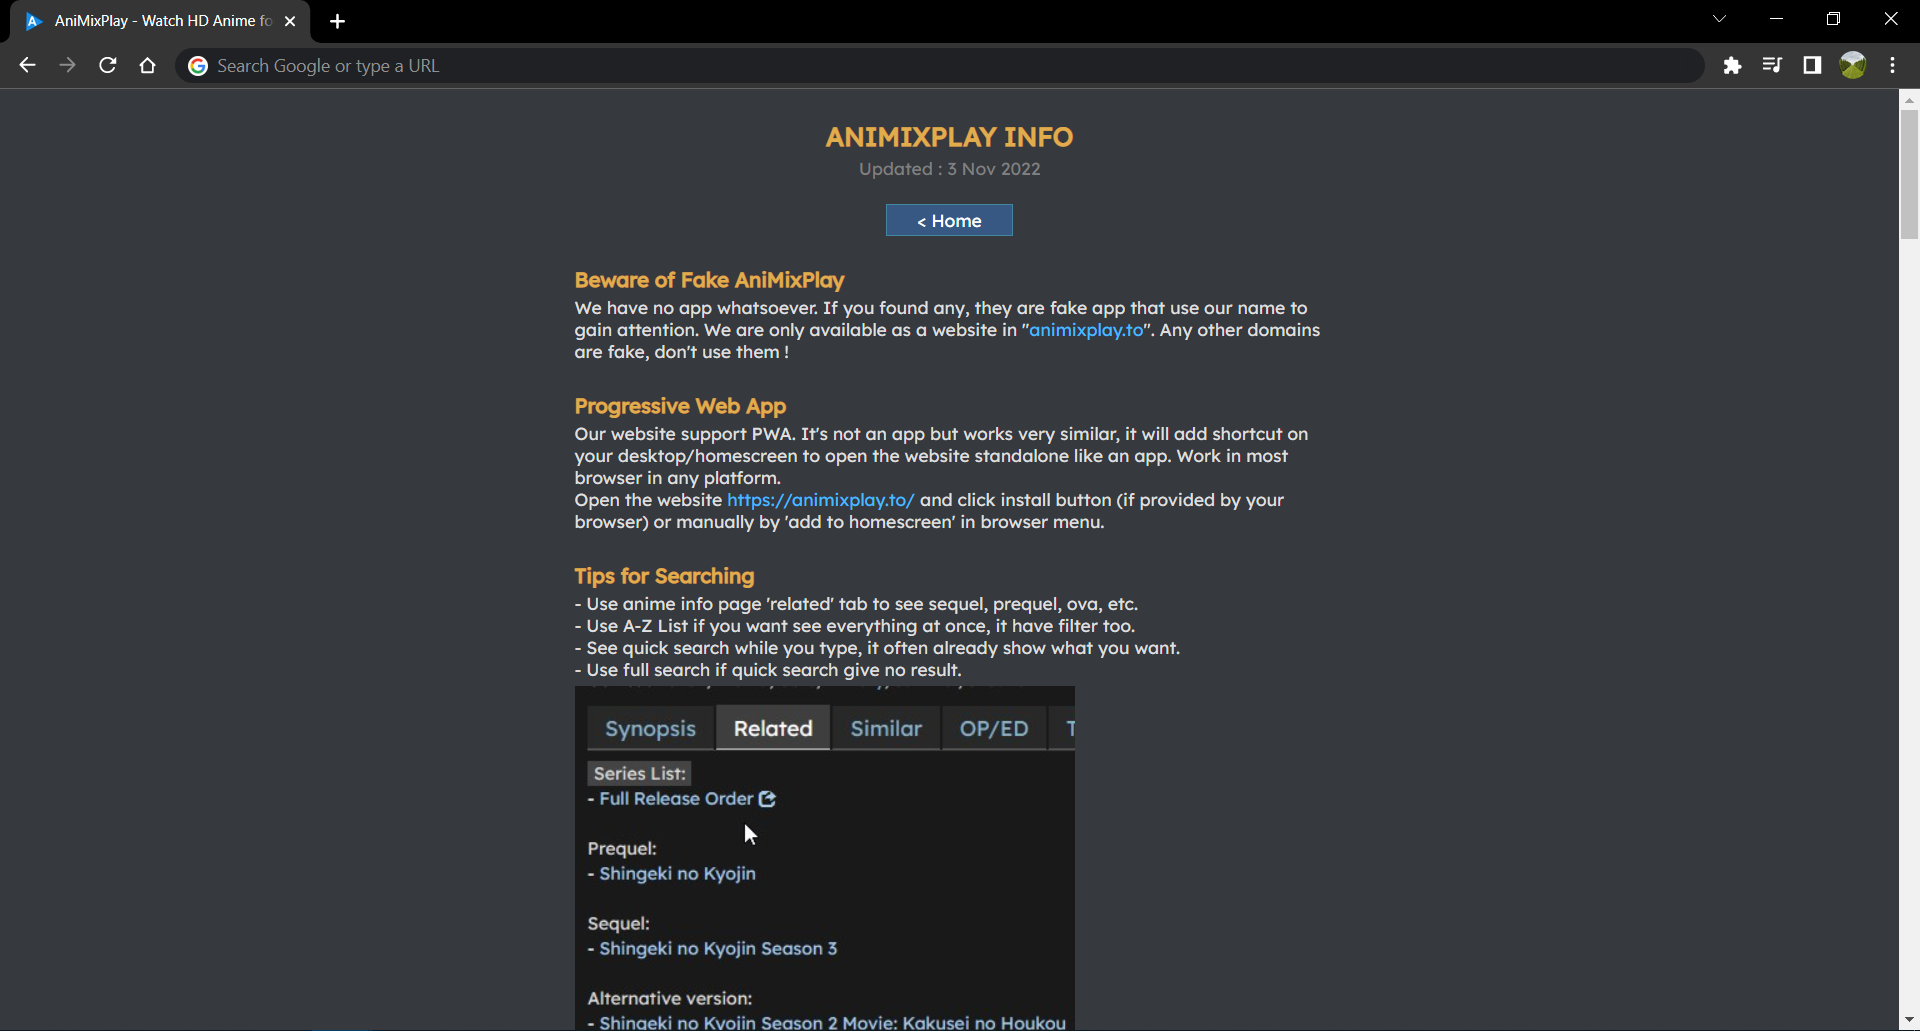 AniMixPlay - Watch HD Anime fo
Search Google or type a URL
ANIMIXPLAY INFO
Updated : 3 Nov 2022
< Home
Beware of Fake AniMixPlay
We have no app whatsoever. If you found any, they are fake app that use our name to
gain attention. We are only available as a website in "animixplay.to". Any other domains
are fake, don't use them !
Progressive Web App
Our website support PWA. It's not an app but works very similar, it will add shortcut on
your desktop/homescreen to open the website standalone like an app. Work in most
browser in any platform.
Open the website https://animixplay.to/ and click install button (if provided by your
browser) or manually by 'add to homescreen' in browser menu.
Tips for Searching
- Use anime info page 'related' tab to see sequel, prequel, ova, etc.
- Use A-Z List if you want see everything at once, it have filter too.
- See quick search while you type, it often already show what you want.
- Use full search if quick search give no result.
Synopsis Related Similar OP/ED T
Series List:
- Full Release Order
Prequel:
- Shingeki no Kyojin
Sequel:
- Shingeki no Kyojin Season 3
Alternative version:
- Shingeki no Kyojin Season 2 Movie: Kakusei no Houkou